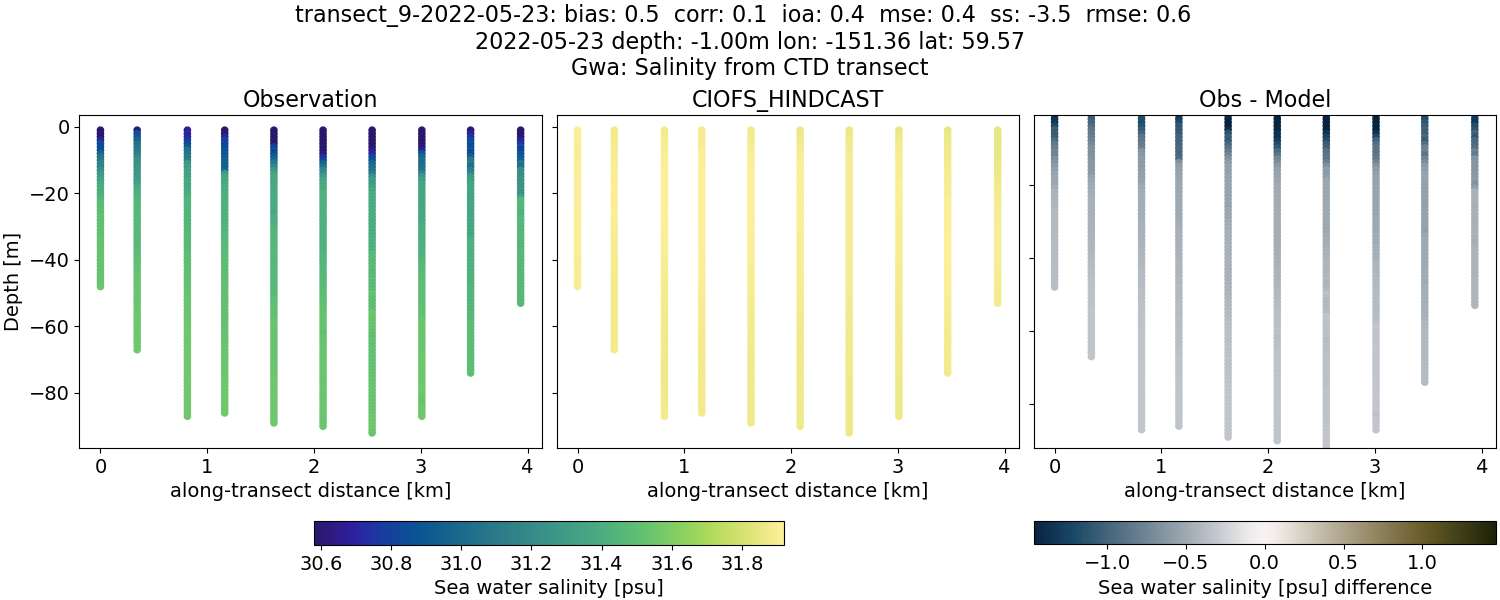 transect_9-2022-05-23: bias: 0.5  corr: 0.1  ioa: 0.4  mse: 0.4  ss: -3.5  rmse: 0.6
2022-05-23 depth: -1.00m lon: -151.36 lat: 59.57
Gwa: Salinity from CTD transect
Observation
CIOFS_HINDCAST
Obs - Model
Depth [m]
0
−20
−40
−60
−80
0 1 2 3 4
0 1 2 3 4
0 1 2 3 4
along-transect distance [km]
along-transect distance [km]
along-transect distance [km]
30.6 30.8 31.0 31.2 31.4 31.6 31.8
Sea water salinity [psu]
−1.0 −0.5 0.0 0.5 1.0
Sea water salinity [psu] difference